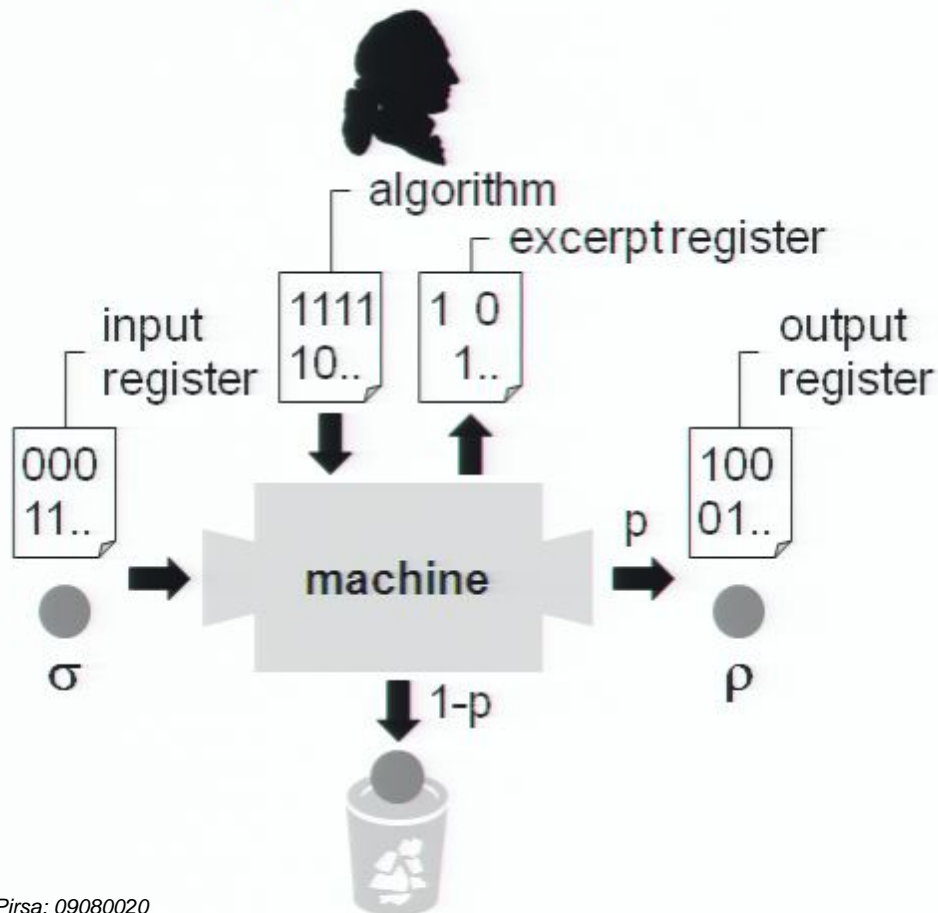 algorithm
excerpt register
1111
10..
1 0
1..
input
register
output
register
000
11..
100
01..
p
machine
σ
ρ
1-p
Pirsa: 09080020